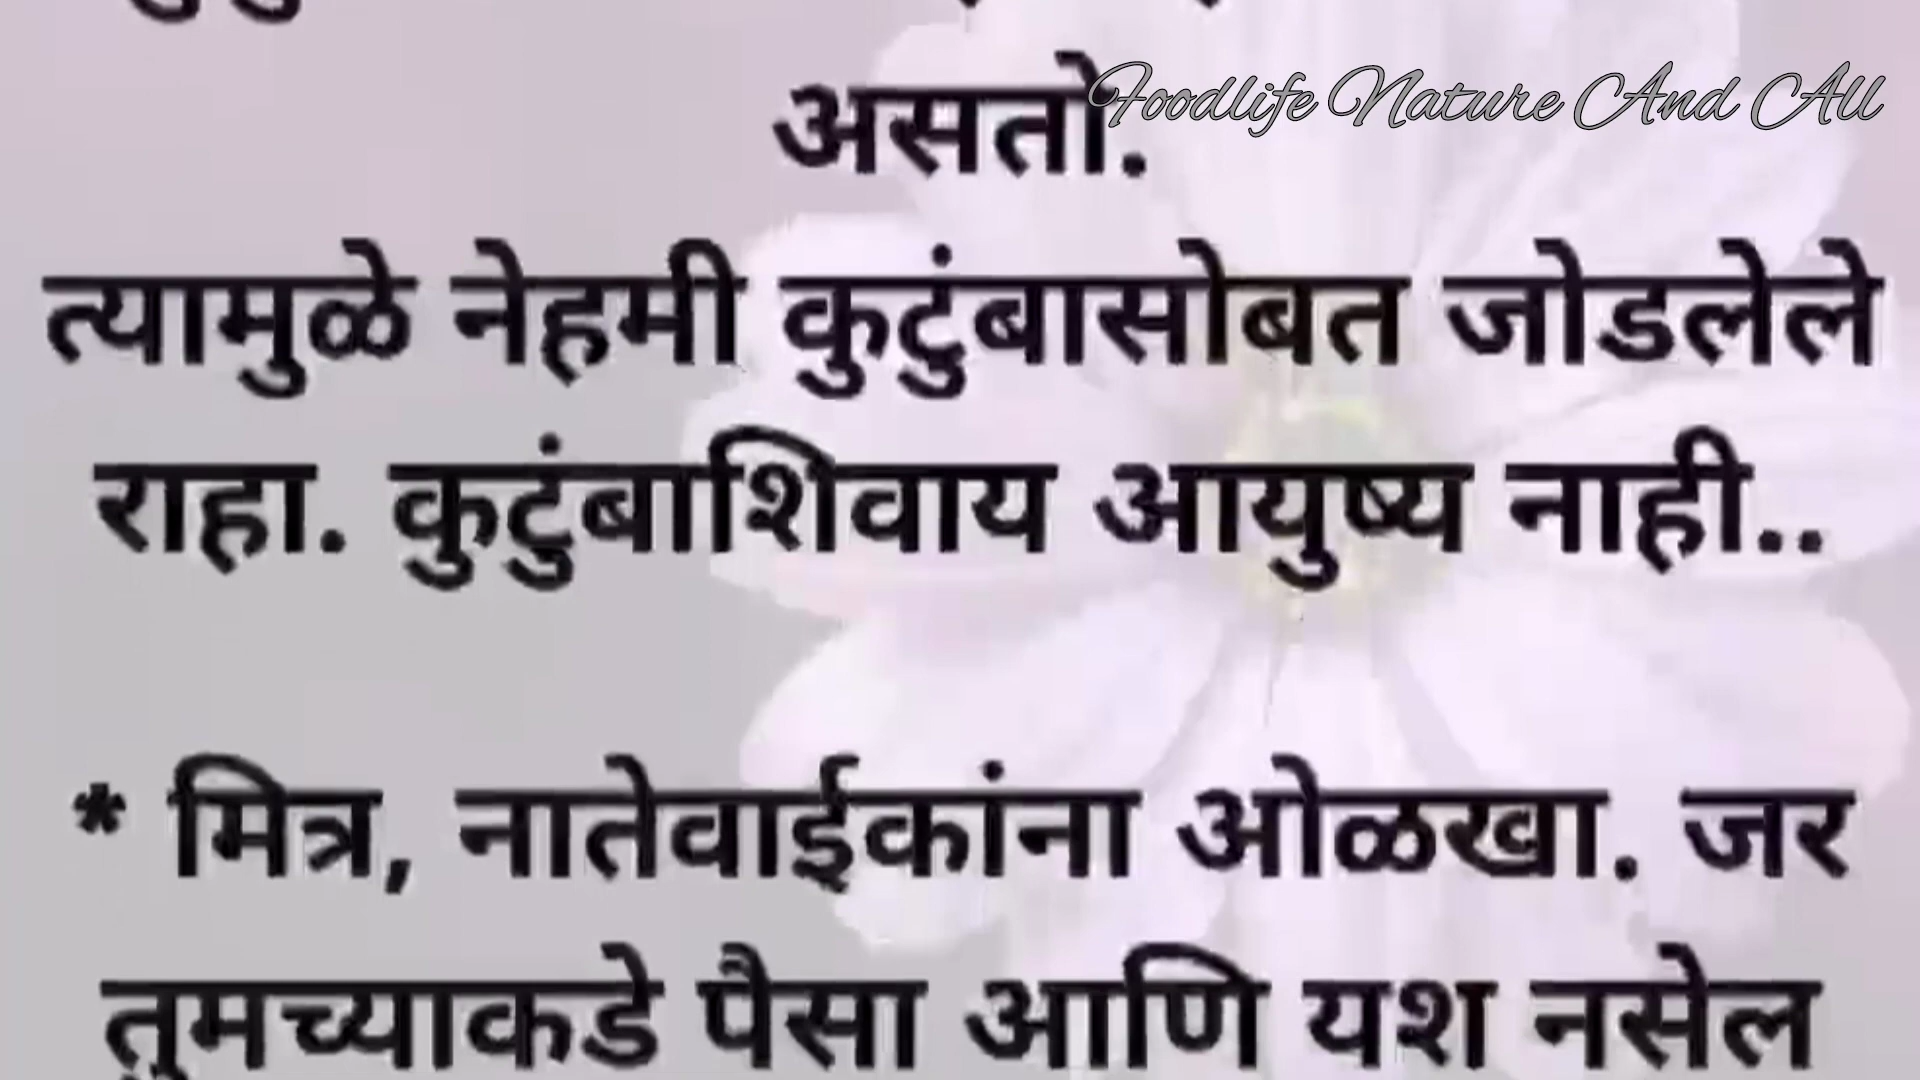 असतो.
Foodlife Nature And All
त्यामुळे नेहमी कुटुंबासोबत जोडलेले
राहा. कुटुंबाशिवाय आयुष्य नाही..
* मित्र, नातेवाईकांना ओळखा. जर
तुमच्याकडे पैसा आणि यश नसेल